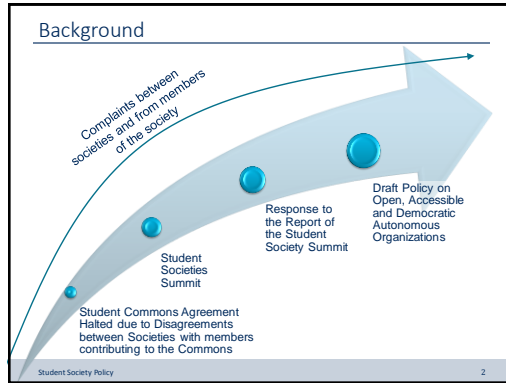 Background
Complaints between
societies and from members
of the society
Draft Policy on
Open, Accessible
and Democratic
Autonomous
Organizations
Response to
the Report of
the Student
Society Summit
Student
Societies
Summit
Student Commons Agreement
Halted due to Disagreements
between Societies with members
contributing to the Commons
Student Society Policy
2